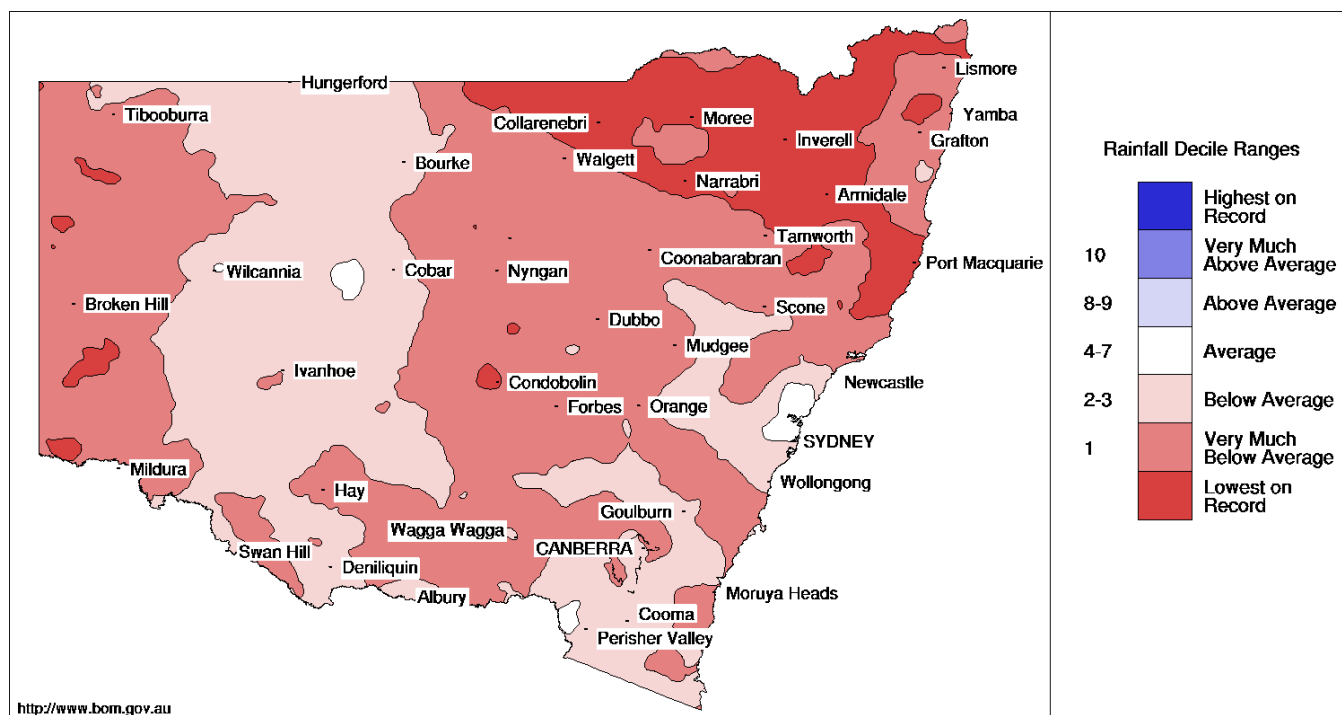 Hungerford
Tibooburra
Collarenebri
Moree
Lismore
Yamba
Bourke
Walgett
Inverell
Grafton
Narrabri
Armidale
Tamworth
Wilcannia
Cobar
Nyngan
Coonabarabran
Port Macquarie
Broken Hill
Scone
Dubbo
Mudgee
Ivanhoe
Condobolin
Newcastle
Forbes
Orange
SYDNEY
Mildura
Hay
Wollongong
Goulburn
Wagga Wagga
Swan Hill
CANBERRA
Deniliquin
Albury
Moruya Heads
Cooma
Perisher Valley
http://www.bom.gov.au
Rainfall Decile Ranges
Highest on
Record
10 Very Much
Above Average
8-9 Above Average
4-7 Average
2-3 Below Average
1 Very Much
Below Average
Lowest on
Record